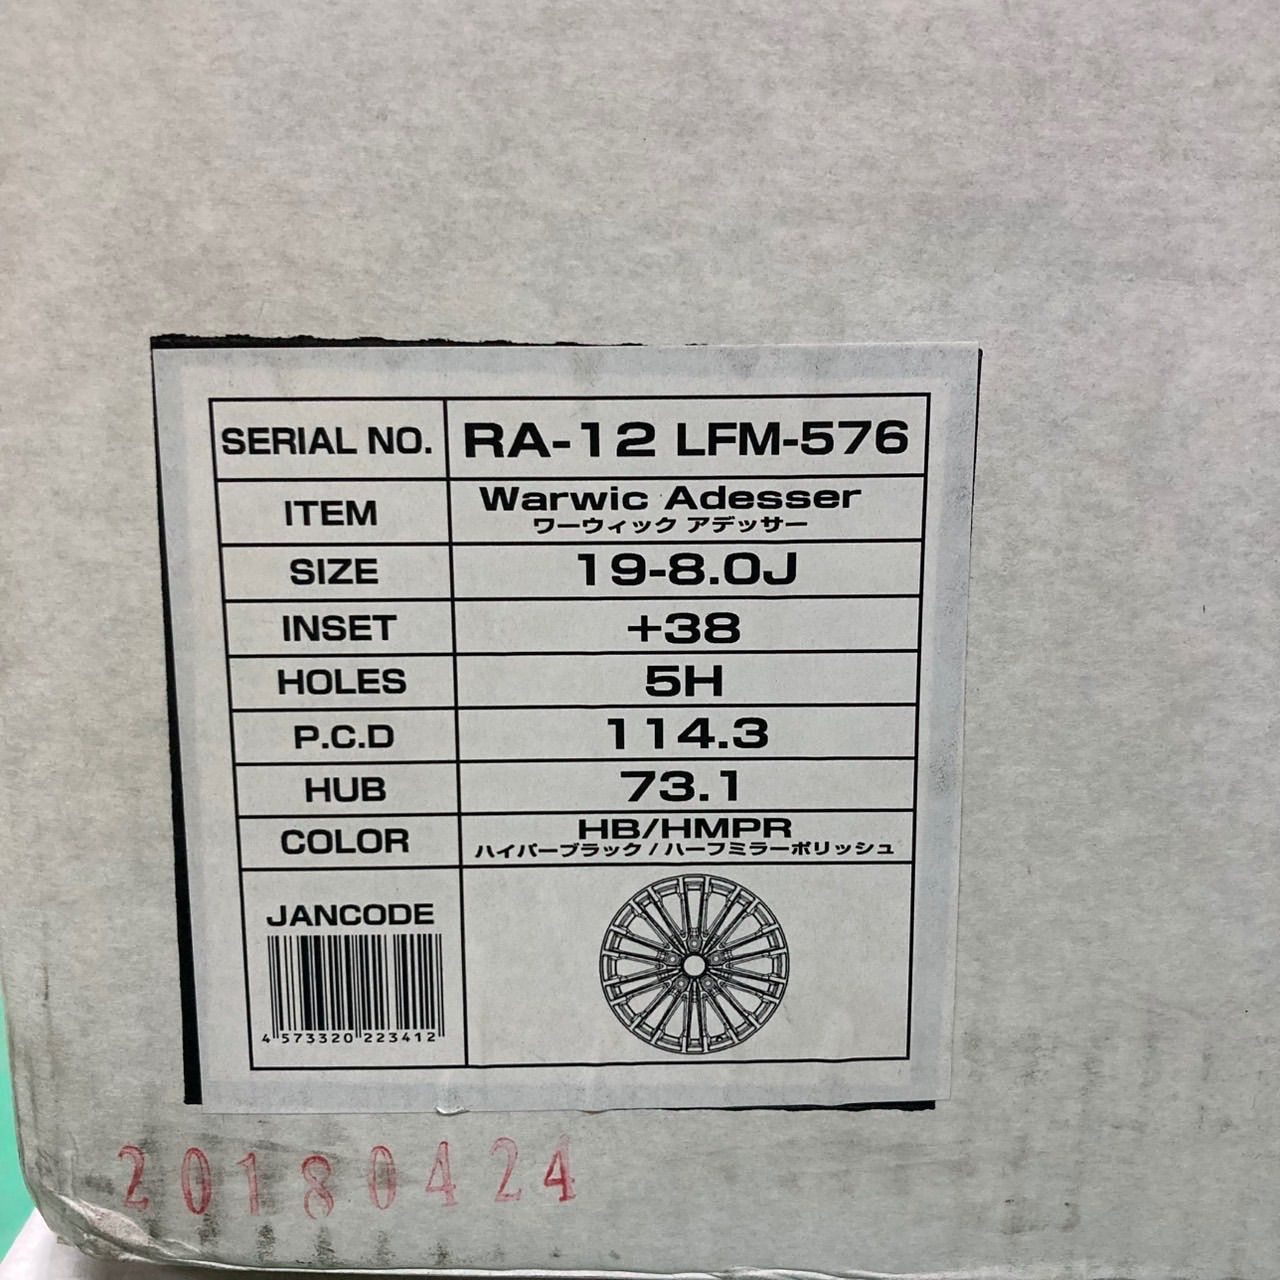 SERIAL NO. RA-12 LFM-576
ITEM Warwic Adesser
ワーウィック アデッサー
SIZE 19-8.0J
INSET +38
HOLES 5H
P.C.D 114.3
HUB 73.1
COLOR HB/HMPR
ハイパーブラック / ハーフミラーポリッシュ
JANCODE
4 573320 223412
20180424